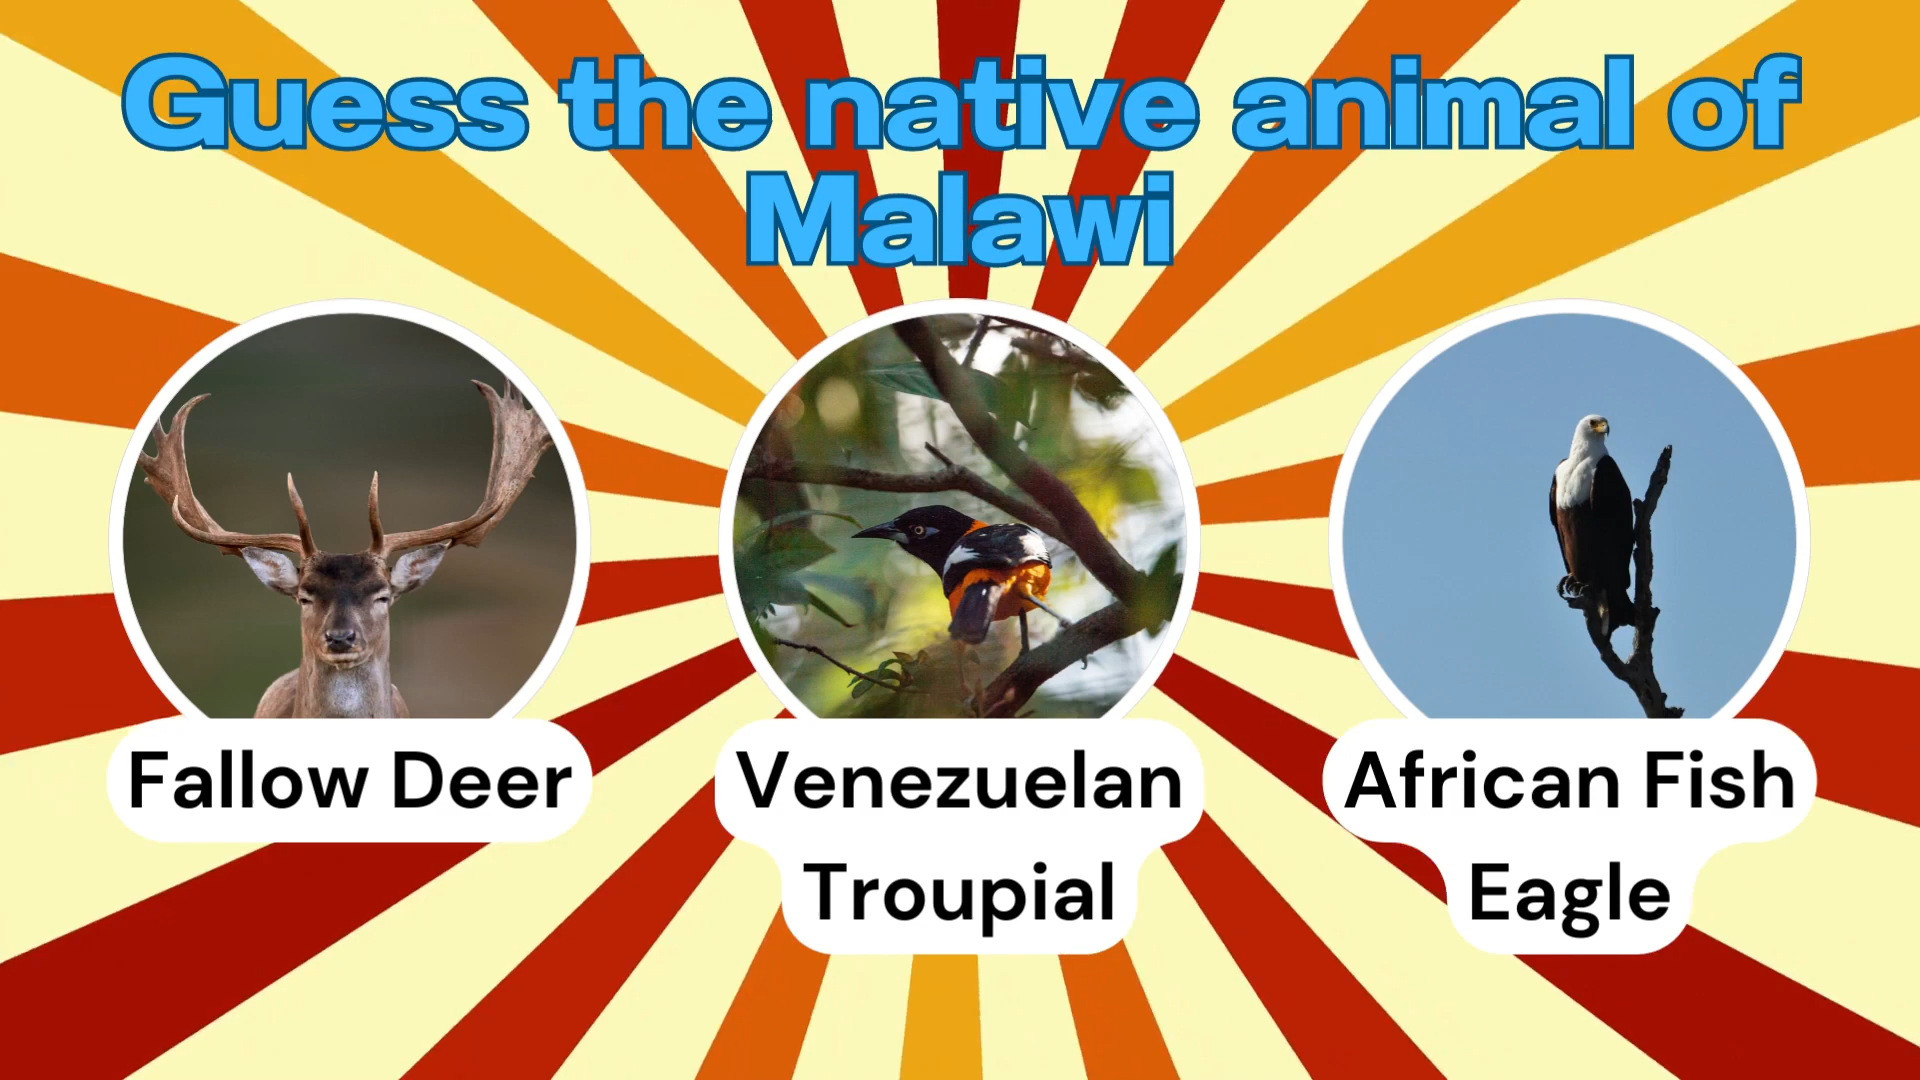 Guess the native animal of
Malawi
Fallow Deer
Venezuelan
Troupial
African Fish
Eagle